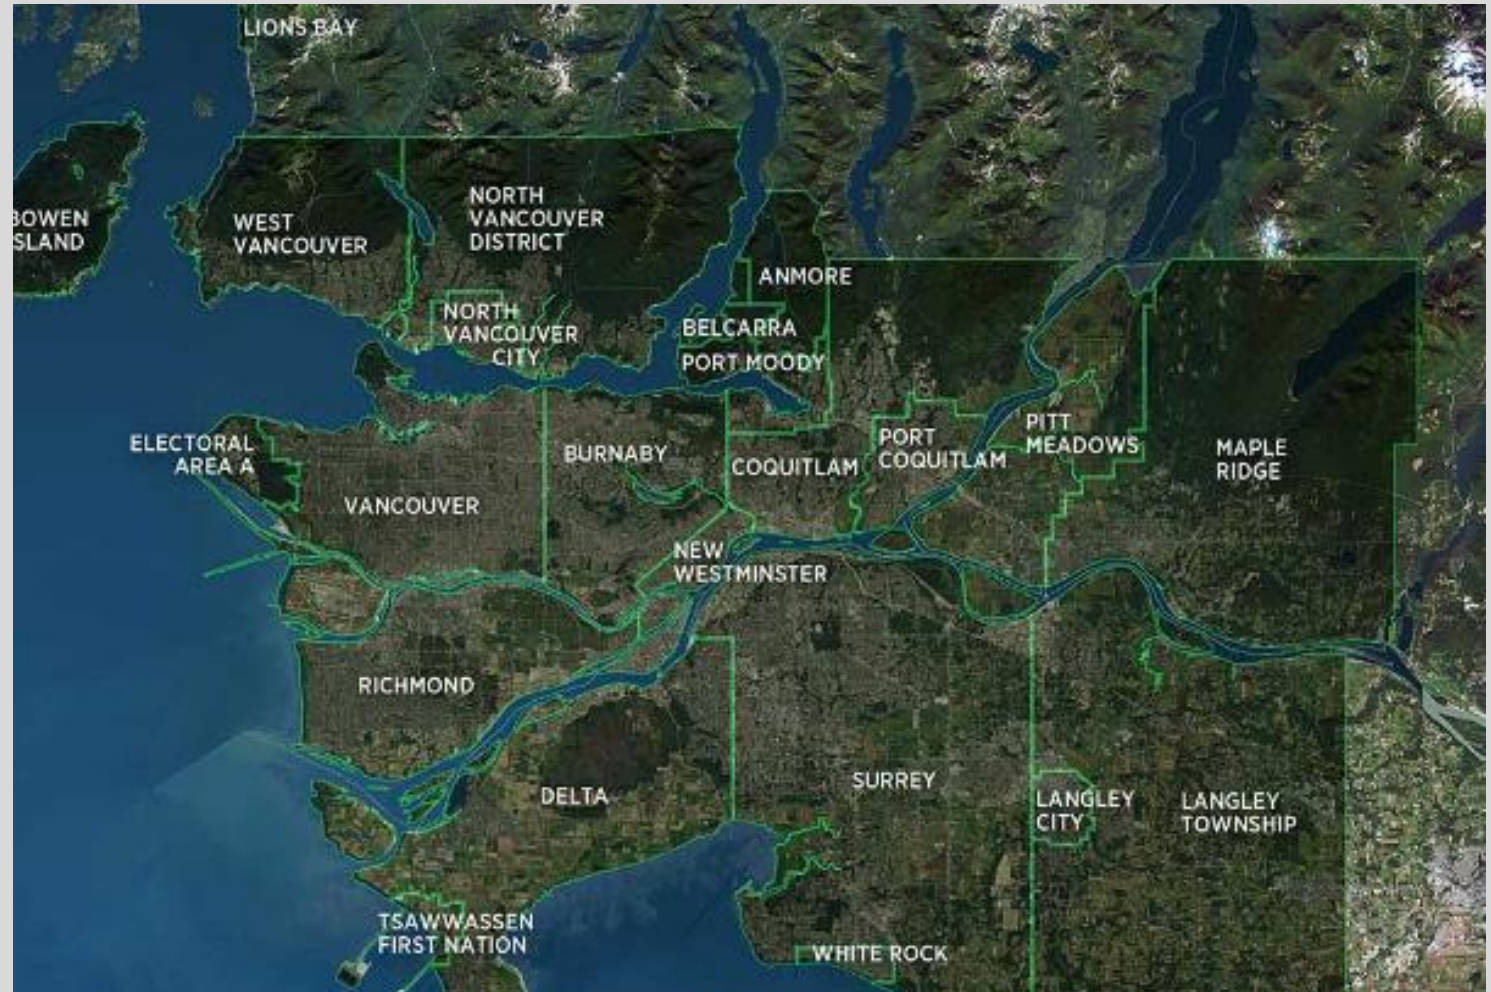 LIONS BAY
BOWEN
ISLAND
WEST
VANCOUVER
NORTH
VANCOUVER
DISTRICT
ANMORE
NORTH
VANCOUVER
CITY
BELCARRA
PORT MOODY
ELECTORAL
AREA A
VANCOUVER
BURNABY
COQUITLAM
PORT
COQUITLAM
PITT
MEADOWS
MAPLE
RIDGE
NEW
WESTMINSTER
RICHMOND
DELTA
SURREY
LANGLEY
CITY
LANGLEY
TOWNSHIP
TSAWWASSEN
FIRST NATION
WHITE ROCK